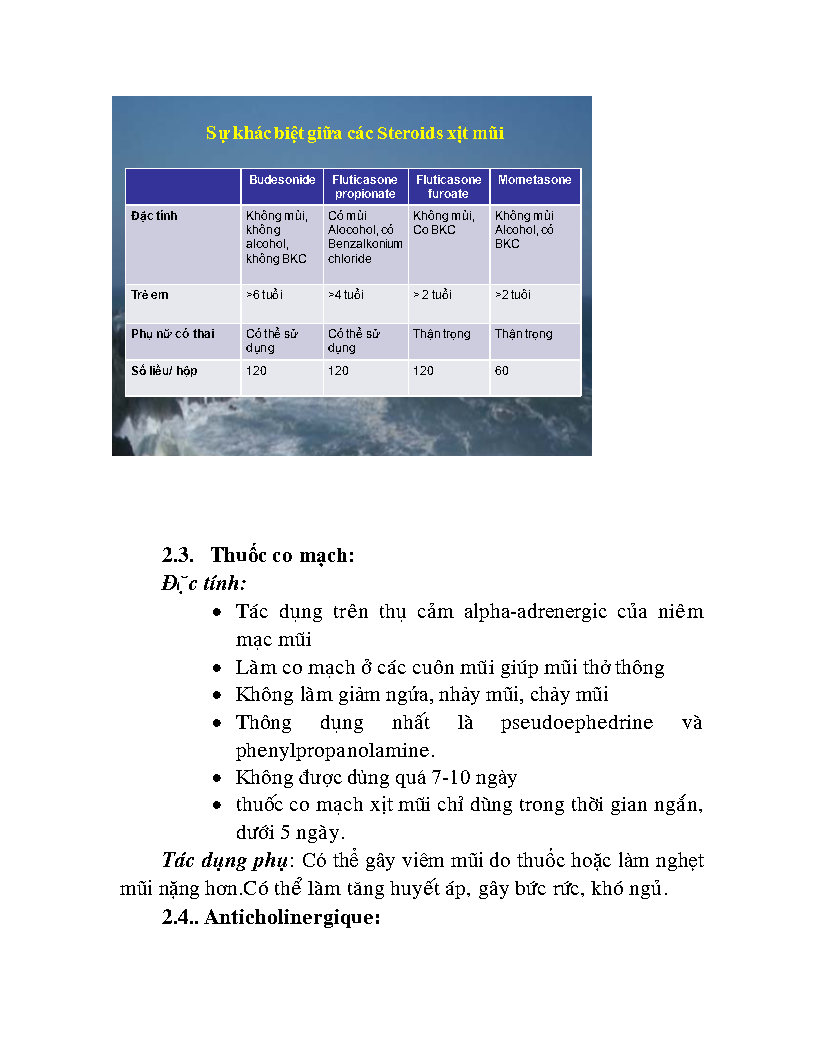 Sự khác biệt giữa các Steroids xịt mũi
Budesonide Fluticasone propionate Fluticasone furoate Mometasone
Đặc tính Không mùi, không alcohol, không BKC Có mùi Alocohol, có Benzalkonium chloride Không mùi, Co BKC Không mùi Alcohol, có BKC
Trẻ em >6 tuổi >4 tuổi > 2 tuổi >2 tuổi
Phụ nữ có thai Có thể sử dụng Có thể sử dụng Thận trọng Thận trọng
Số liều/ hộp 120 120 120 60
2.3. Thuốc co mạch:
Đặc tính:
• Tác dụng trên thụ cảm alpha-adrenergic của niêm
mạc mũi
• Làm co mạch ở các cuôn mũi giúp mũi thở thông
• Không làm giảm ngứa, nhảy mũi, chảy mũi
• Thông dụng nhất là pseudoephedrine và
phenylpropanolamine.
• Không được dùng quá 7-10 ngày
• thuốc co mạch xịt mũi chỉ dùng trong thời gian ngắn,
dưới 5 ngày.
Tác dụng phụ: Có thể gây viêm mũi do thuốc hoặc làm nghẹt
mũi nặng hơn.Có thể làm tăng huyết áp, gây bứt rứt, khó ngủ.
2.4.. Anticholinergique: